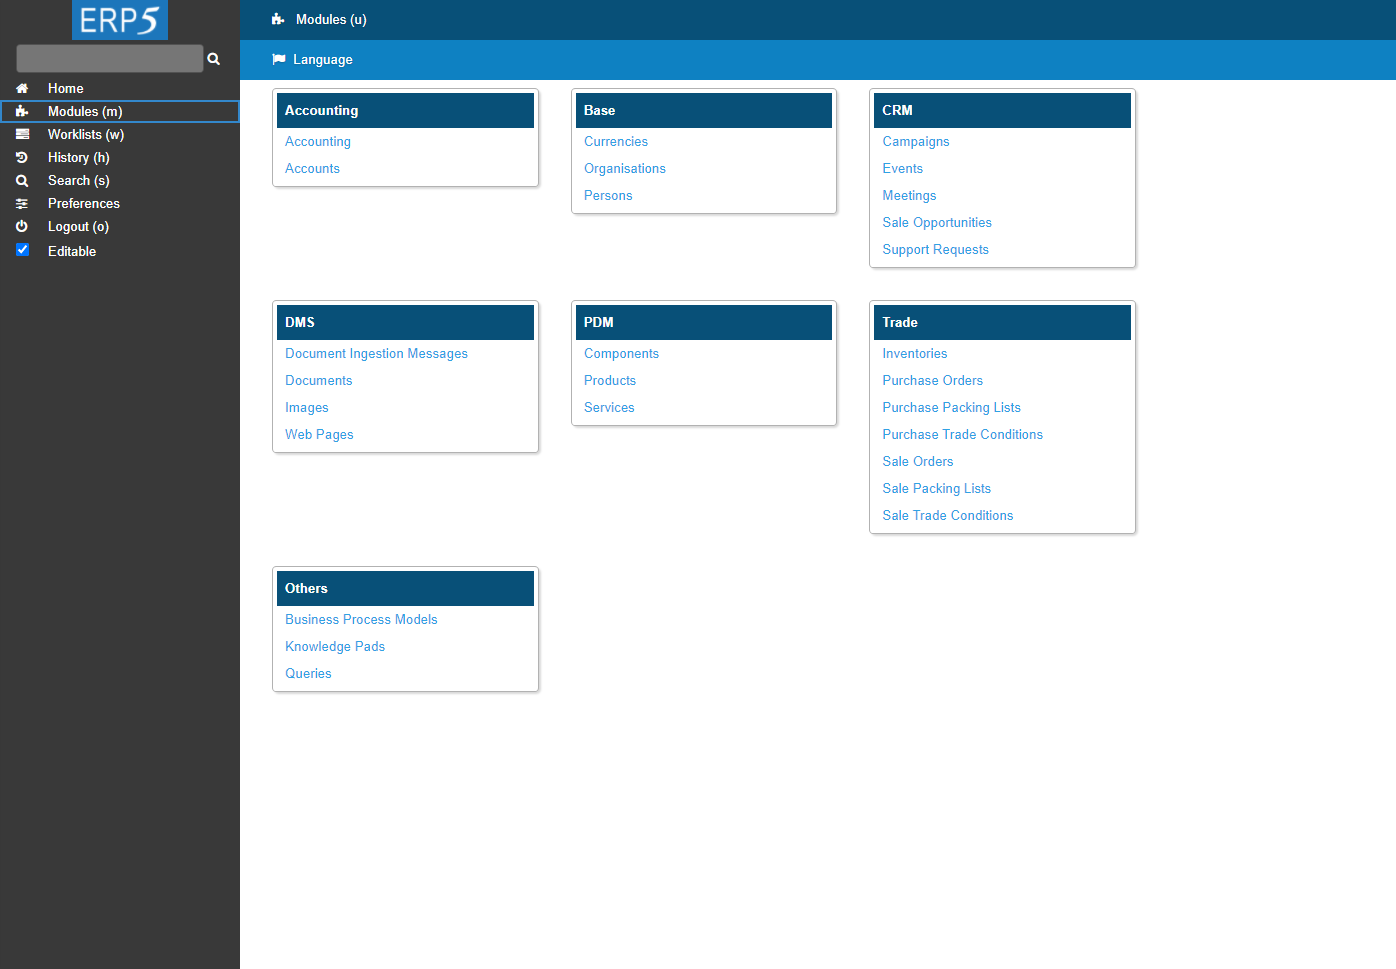 ERP5
Home
Modules (m)
Worklists (w)
History (h)
Search (s)
Preferences
Logout (o)
Editable
Modules (u)
Language
Accounting
Accounting
Accounts
Base
Currencies
Organisations
Persons
CRM
Campaigns
Events
Meetings
Sale Opportunities
Support Requests
DMS
Document Ingestion Messages
Documents
Images
Web Pages
PDM
Components
Products
Services
Trade
Inventories
Purchase Orders
Purchase Packing Lists
Purchase Trade Conditions
Sale Orders
Sale Packing Lists
Sale Trade Conditions
Others
Business Process Models
Knowledge Pads
Queries